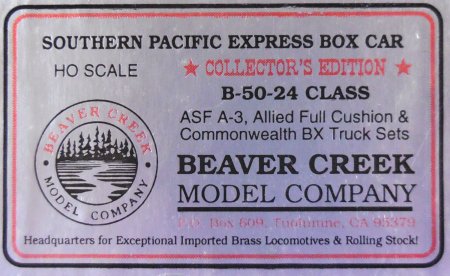 SOUTHERN PACIFIC EXPRESS BOX CAR
HO SCALE
★ COLLECTOR'S EDITION ★
B-50-24 CLASS
ASF A-3, Allied Full Cushion &
Commonwealth BX Truck Sets
BEAVER CREEK
MODEL COMPANY
BEAVER CREEK
MODEL COMPANY
P.O. Box 609, Tuolumne, CA 95379
Headquarters for Exceptional Imported Brass Locomotives & Rolling Stock!